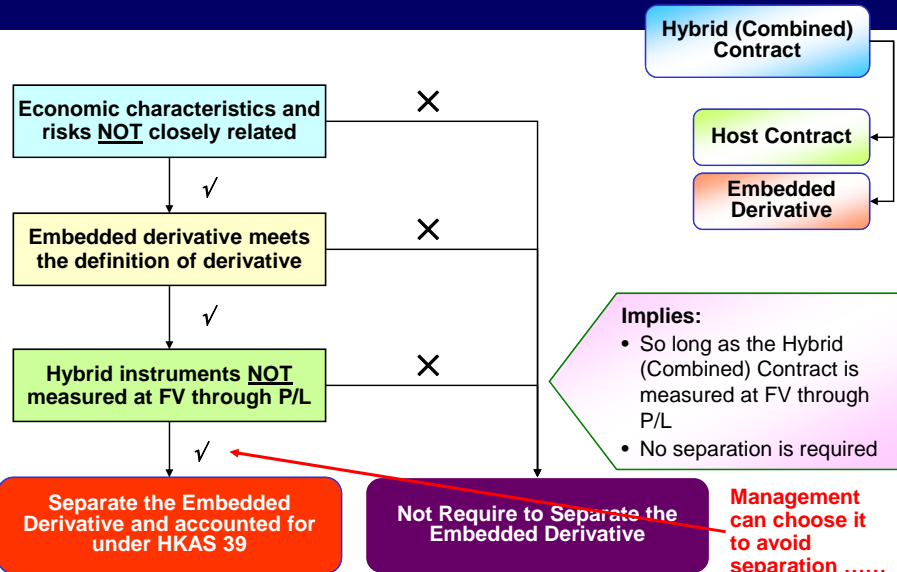 Hybrid (Combined)
Contract
Host Contract
Embedded
Derivative
Economic characteristics and
risks NOT closely related
×
√
Embedded derivative meets
the definition of derivative
×
√
Hybrid instruments NOT
measured at FV through P/L
×
√
Implies:
• So long as the Hybrid
(Combined) Contract is
measured at FV through
P/L
• No separation is required
Separate the Embedded
Derivative and accounted for
under HKAS 39
Not Require to Separate the
Embedded Derivative
Management
can choose it
to avoid
separation ……